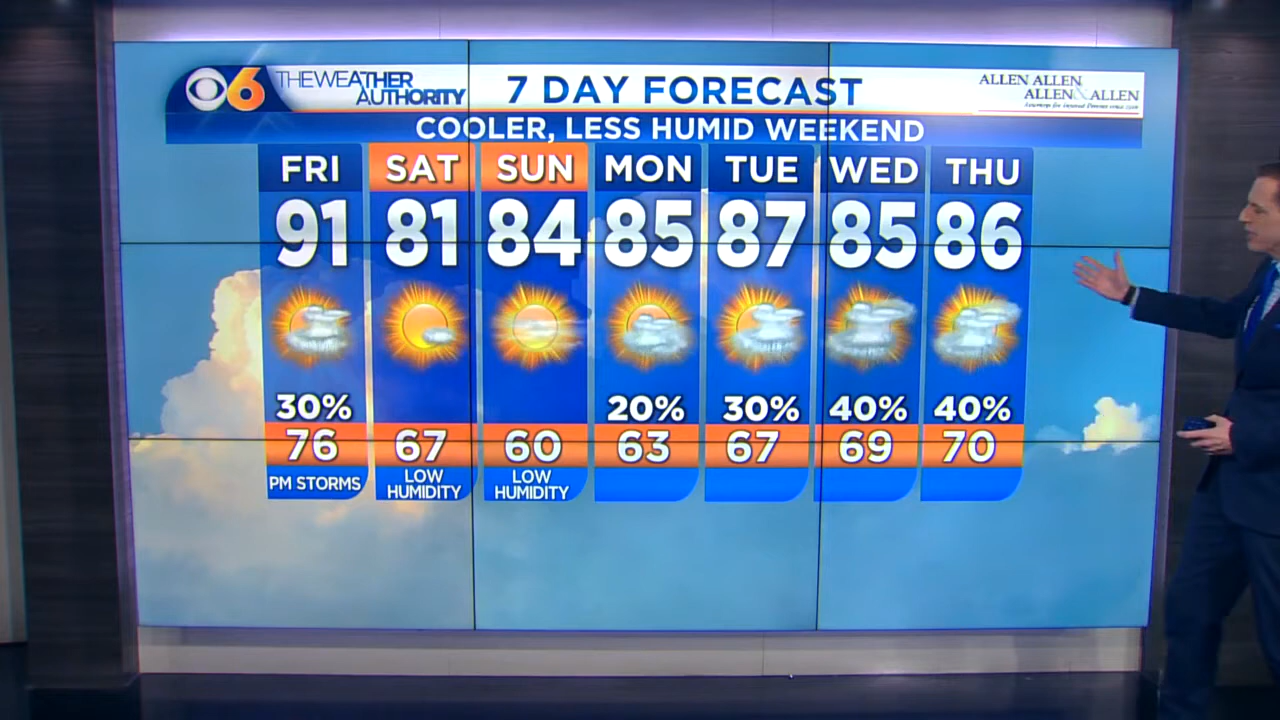 6
THE WEATHER
AUTHORITY
7 DAY FORECAST
ALLEN ALLEN
ALLEN & ALLEN
COOLER, LESS HUMID WEEKEND
FRI SAT SUN MON TUE WED THU
91 81 84 85 87 85 86
30% 20% 30% 40% 40%
76 67 60 63 67 69 70
PM STORMS
LOW
HUMIDITY
LOW
HUMIDITY